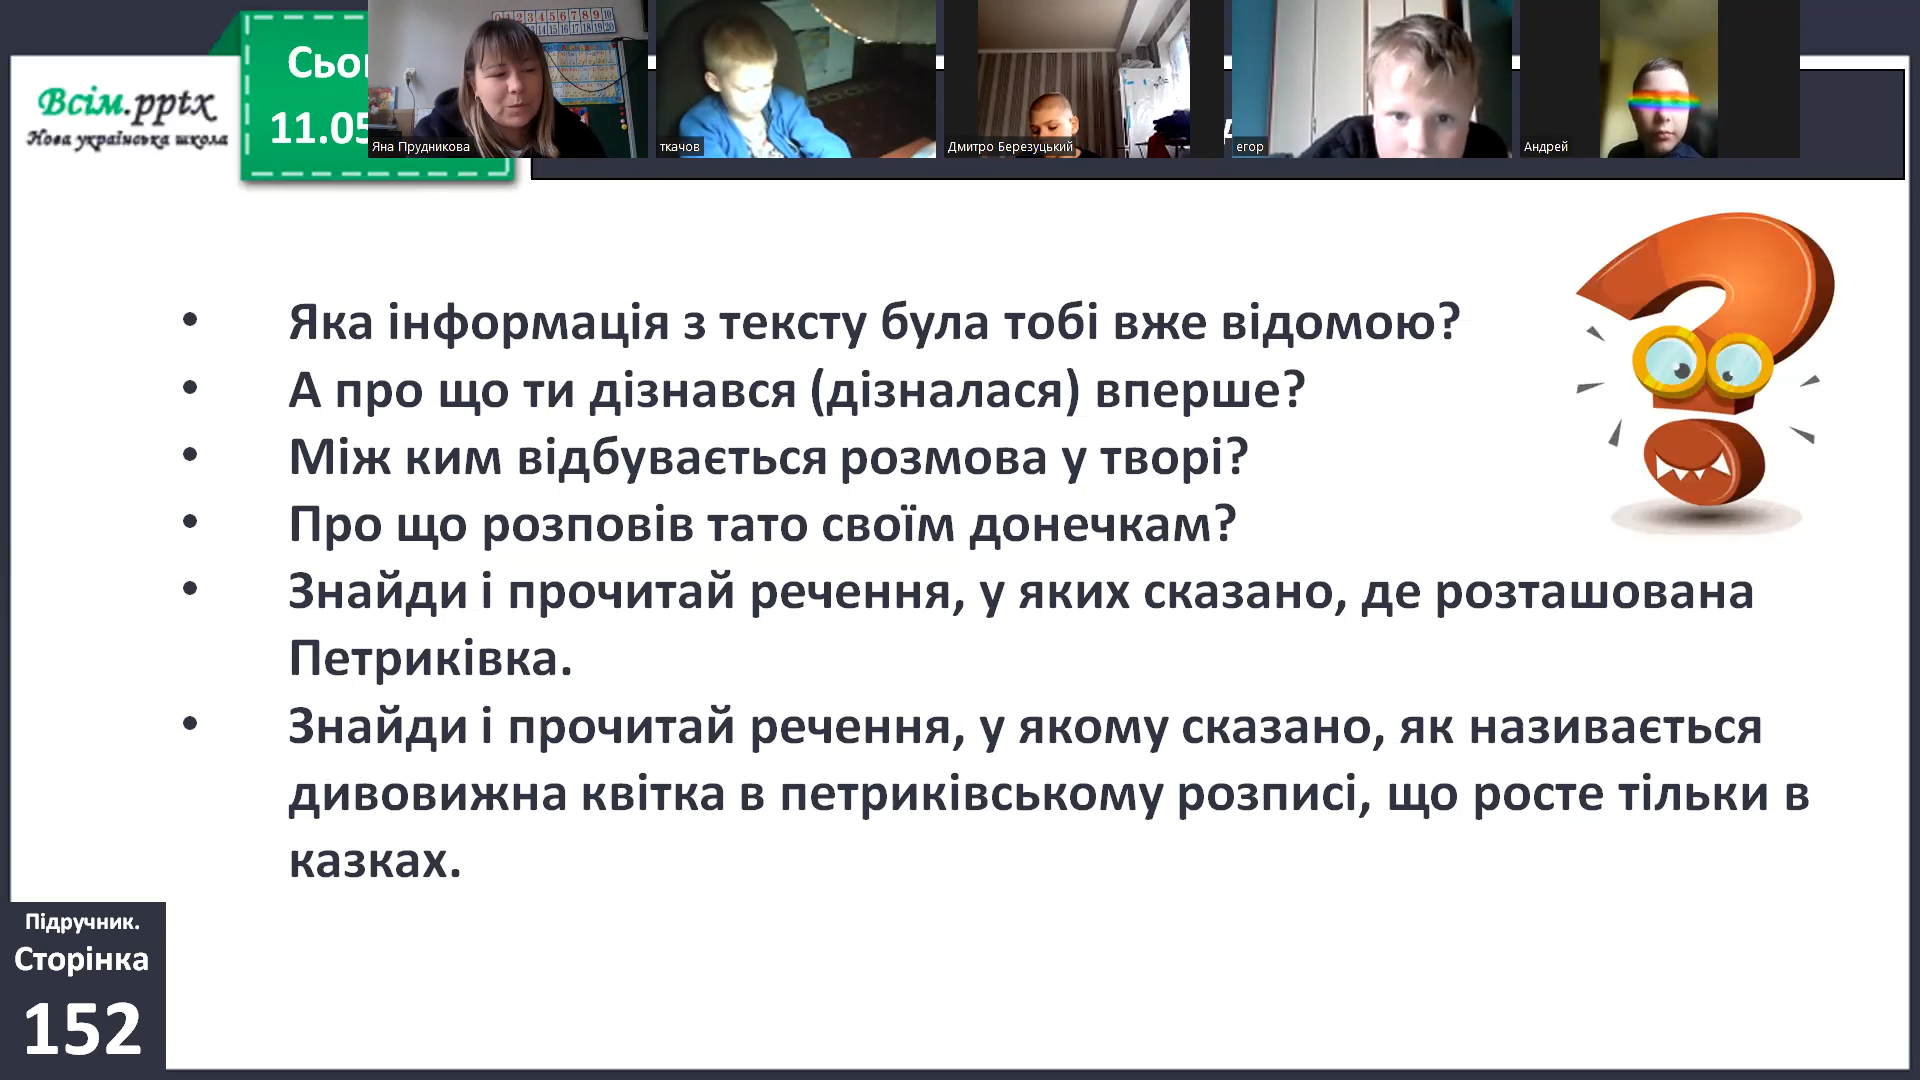 Всім.pptx
Нова українська школа
11.05
Яна Прудникова
ткачов
Дмитро Березуцький
егор
Андрей
• Яка інформація з тексту була тобі вже відомою?
• А про що ти дізнався (дізналася) вперше?
• Між ким відбувається розмова у творі?
• Про що розповів тато своїм донечкам?
• Знайди і прочитай речення, у яких сказано, де розташована
Петриківка.
• Знайди і прочитай речення, у якому сказано, як називається
дивовижна квітка в петриківському розписі, що росте тільки в
казках.
Підручник.
Сторінка
152